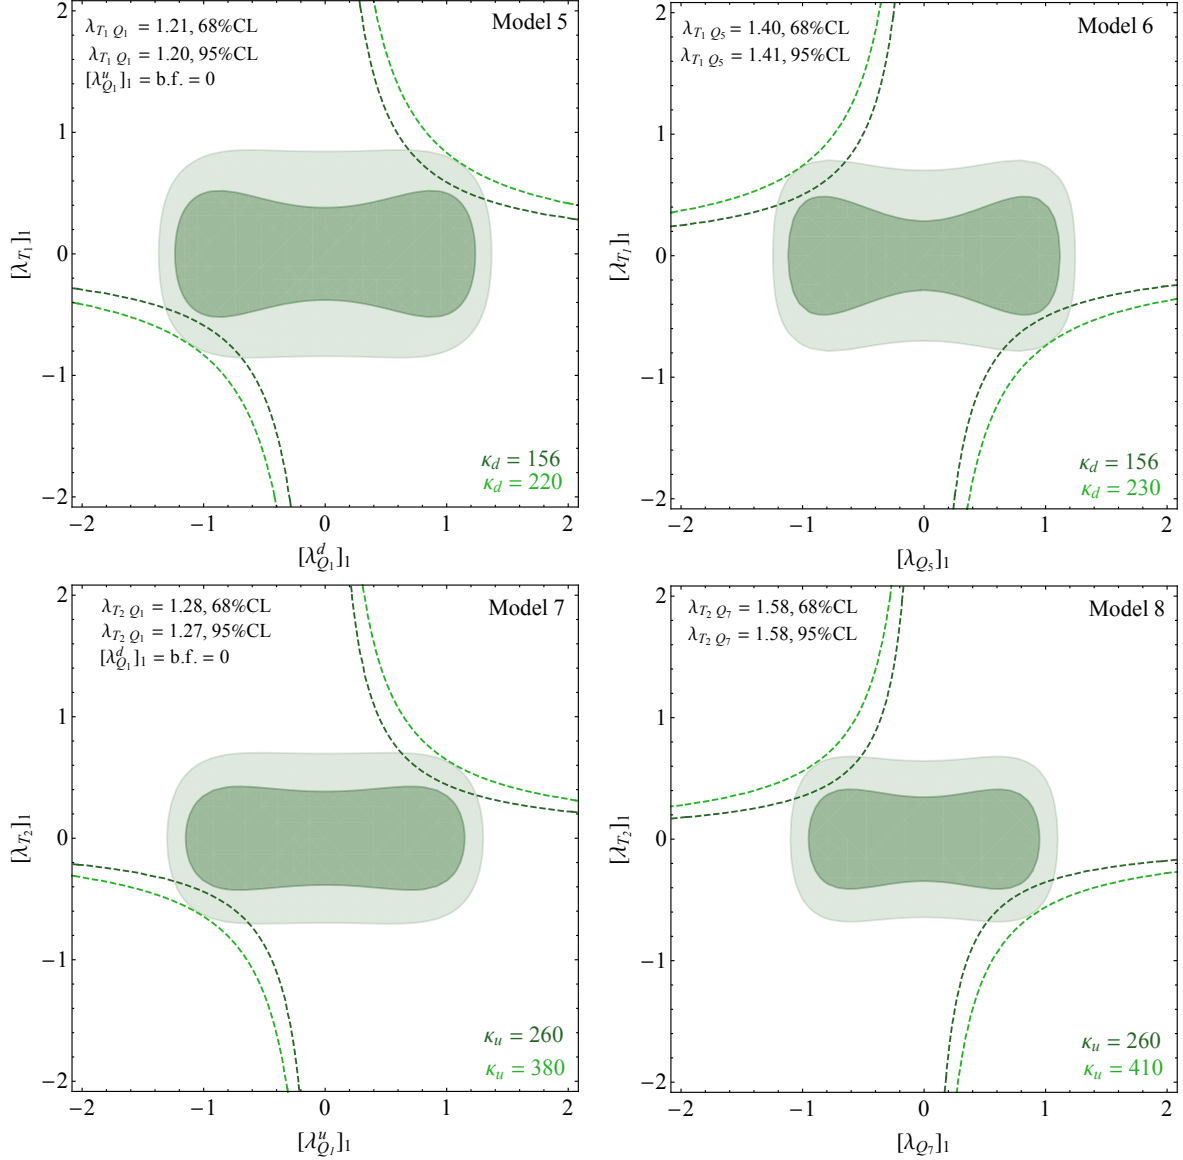 Model 5
λ_{T_1 Q_1} = 1.21, 68%CL
λ_{T_1 Q_1} = 1.20, 95%CL
[λ^u_{Q_1}]_1 = b.f. = 0
κ_d = 156
κ_d = 220
2
1
0
−1
−2
[λ_{T_1}]_1
−2 −1 0 1 2
[λ^d_{Q_1}]_1
Model 6
λ_{T_1 Q_5} = 1.40, 68%CL
λ_{T_1 Q_5} = 1.41, 95%CL
κ_d = 156
κ_d = 230
2
1
0
−1
−2
[λ_{T_1}]_1
−2 −1 0 1 2
[λ_{Q_5}]_1
Model 7
λ_{T_2 Q_1} = 1.28, 68%CL
λ_{T_2 Q_1} = 1.27, 95%CL
[λ^d_{Q_1}]_1 = b.f. = 0
κ_u = 260
κ_u = 380
2
1
0
−1
−2
[λ_{T_2}]_1
−2 −1 0 1 2
[λ^u_{Q_1}]_1
Model 8
λ_{T_2 Q_7} = 1.58, 68%CL
λ_{T_2 Q_7} = 1.58, 95%CL
κ_u = 260
κ_u = 410
2
1
0
−1
−2
[λ_{T_2}]_1
−2 −1 0 1 2
[λ_{Q_7}]_1